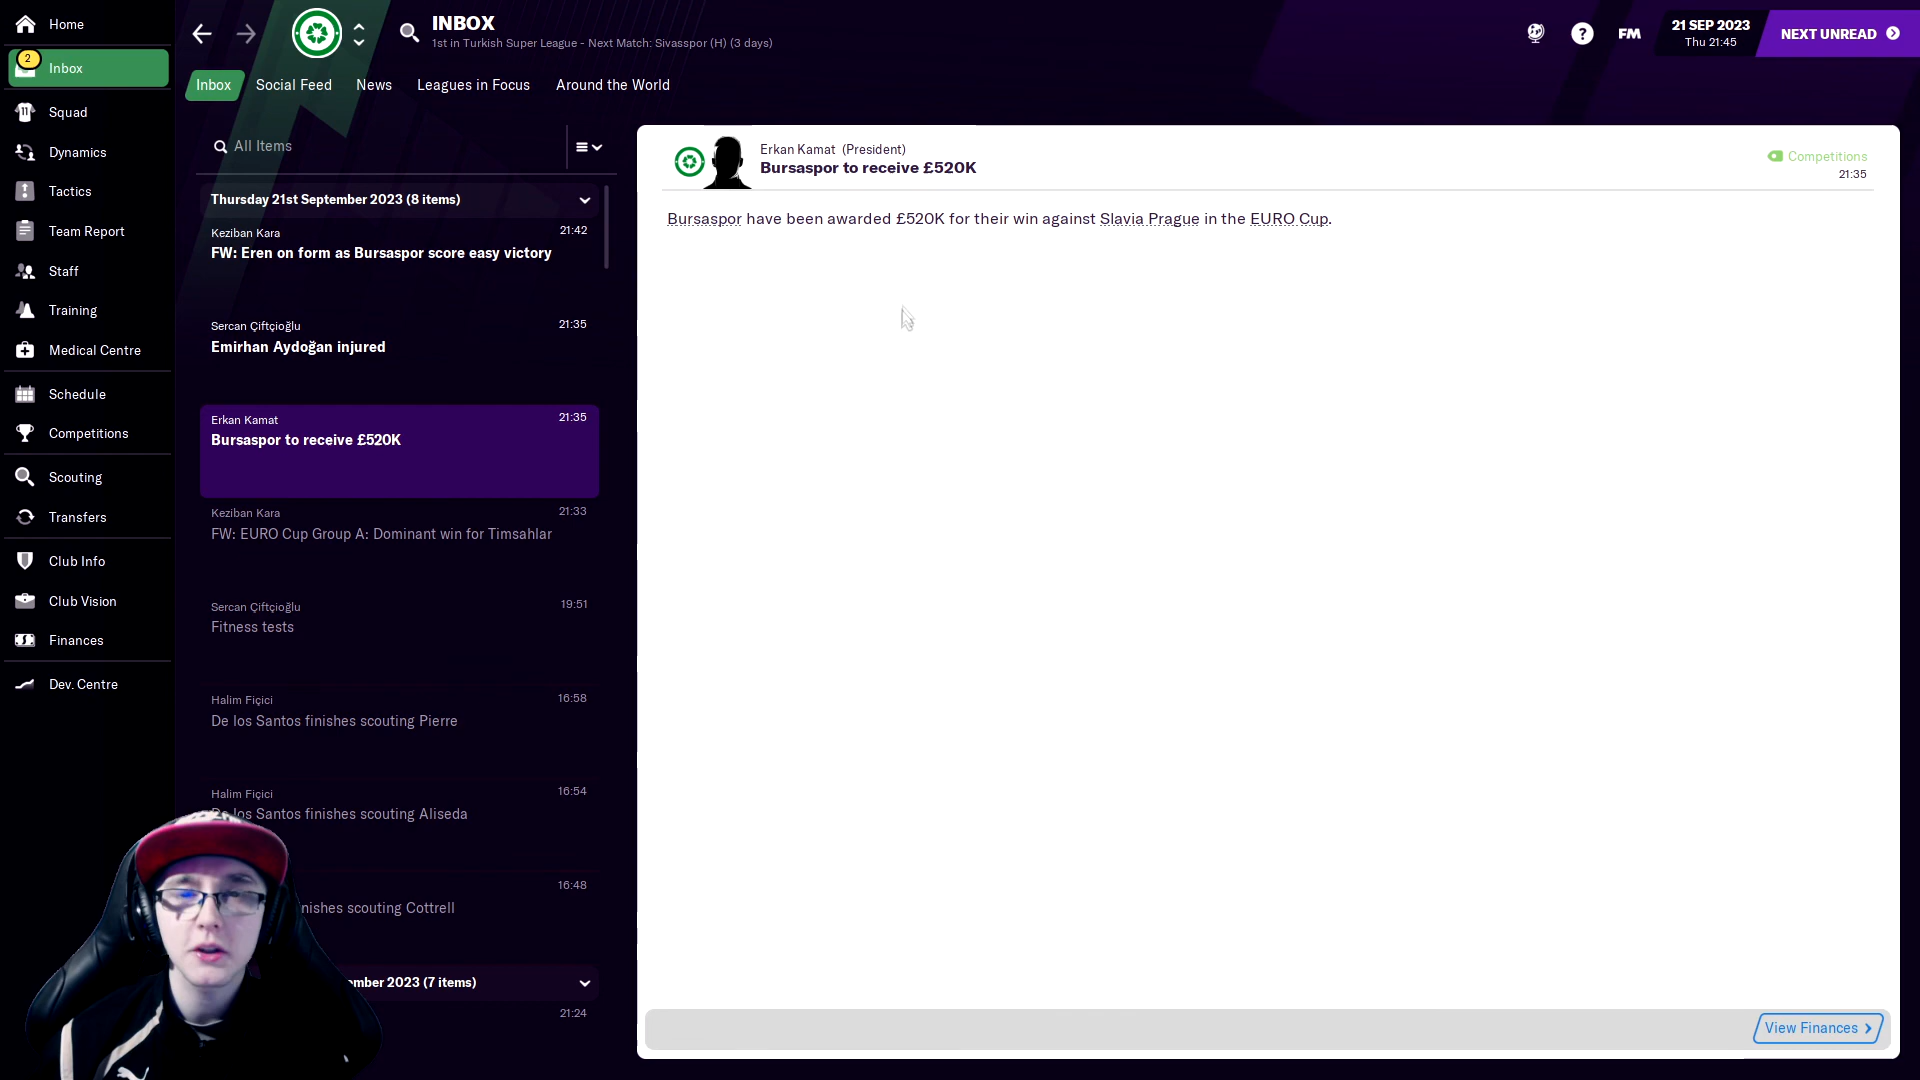 Home
2
Inbox
Squad
Dynamics
Tactics
Team Report
Staff
Training
Medical Centre
Schedule
Competitions
Scouting
Transfers
Club Info
Club Vision
Finances
Dev. Centre
INBOX
1st in Turkish Super League - Next Match: Sivasspor (H) (3 days)
FM
21 SEP 2023
Thu 21:45
NEXT UNREAD
Inbox
Social Feed
News
Leagues in Focus
Around the World
All Items
Thursday 21st September 2023 (8 items)
Keziban Kara
21:42
FW: Eren on form as Bursaspor score easy victory
Sercan Çiftçioğlu
21:35
Emirhan Aydoğan injured
Erkan Kamat
21:35
Bursaspor to receive £520K
Keziban Kara
21:33
FW: EURO Cup Group A: Dominant win for Timsahlar
Sercan Çiftçioğlu
19:51
Fitness tests
Halim Fiçici
16:58
De los Santos finishes scouting Pierre
Halim Fiçici
16:54
los Santos finishes scouting Aliseda
16:48
nishes scouting Cottrell
mber 2023 (7 items)
21:24
Erkan Kamat (President)
Bursaspor to receive £520K
Competitions
21:35
Bursaspor have been awarded £520K for their win against Slavia Prague in the EURO Cup.
View Finances